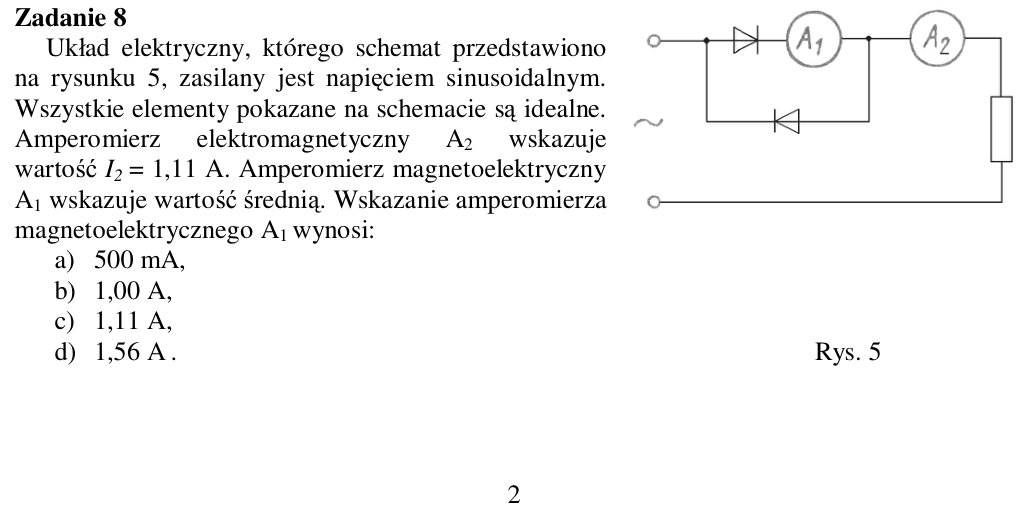 Zadanie 8
Układ elektryczny, którego schemat przedstawiono
na rysunku 5, zasilany jest napięciem sinusoidalnym.
Wszystkie elementy pokazane na schemacie są idealne.
Amperomierz elektromagnetyczny A2 wskazuje
wartość I2 = 1,11 A. Amperomierz magnetoelektryczny
A1 wskazuje wartość średnią. Wskazanie amperomierza
magnetoelektrycznego A1 wynosi:
a) 500 mA,
b) 1,00 A,
c) 1,11 A,
d) 1,56 A .
A1
A2
~
Rys. 5
2